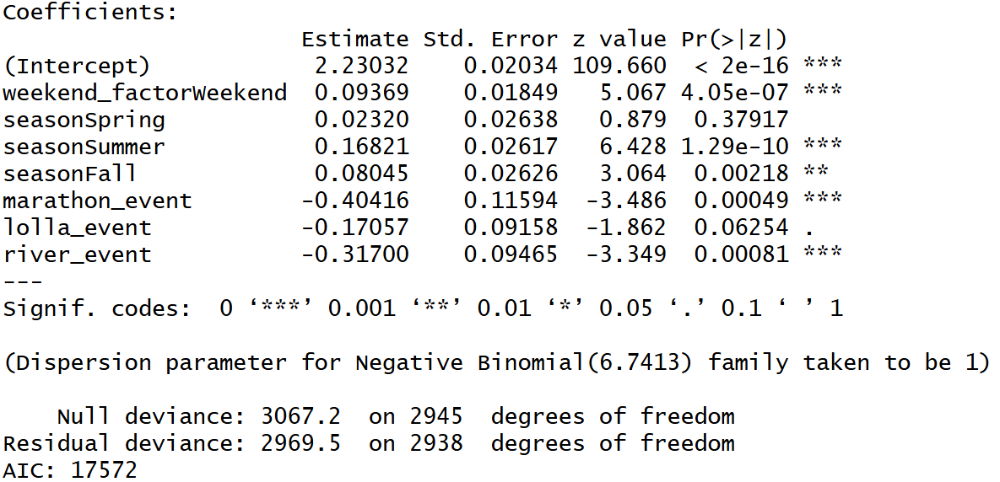 Coefficients:
                      Estimate Std. Error z value Pr(>|z|)
(Intercept)            2.23032    0.02034 109.660  < 2e-16 ***
weekend_factorWeekend  0.09369    0.01849   5.067 4.05e-07 ***
seasonSpring           0.02320    0.02638   0.879  0.37917
seasonSummer           0.16821    0.02617   6.428 1.29e-10 ***
seasonFall             0.08045    0.02626   3.064  0.00218 **
marathon_event        -0.40416    0.11594  -3.486  0.00049 ***
lolla_event           -0.17057    0.09158  -1.862  0.06254 .
river_event           -0.31700    0.09465  -3.349  0.00081 ***
---
Signif. codes:  0 ‘***’ 0.001 ‘**’ 0.01 ‘*’ 0.05 ‘.’ 0.1 ‘ ’ 1
(Dispersion parameter for Negative Binomial(6.7413) family taken to be 1)
    Null deviance: 3067.2  on 2945  degrees of freedom
Residual deviance: 2969.5  on 2938  degrees of freedom
AIC: 17572